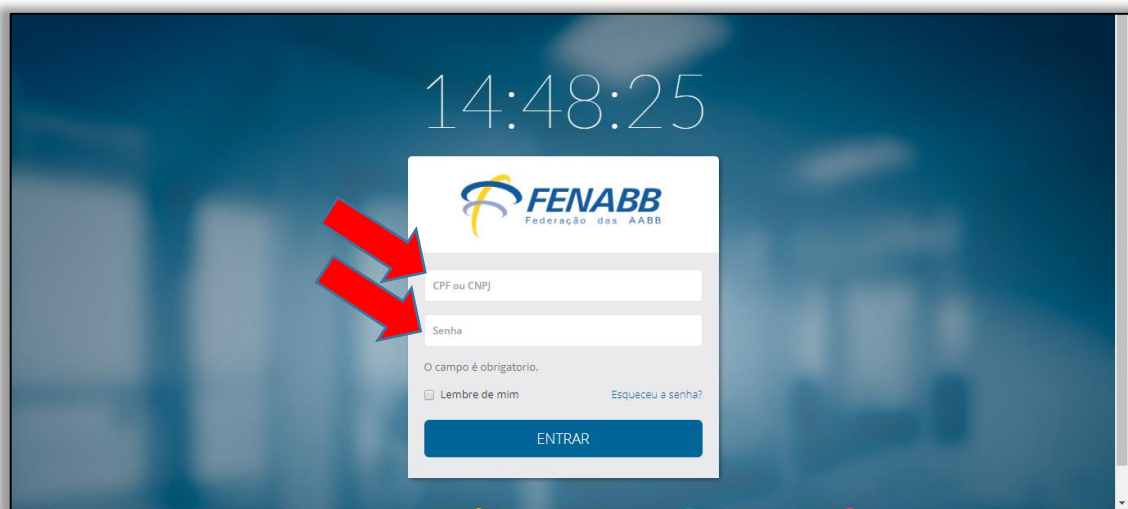 14:48:25
FENABB
Federação das AABB
CPF ou CNPJ
Senha
O campo é obrigatorio.
Lembre de mim
Esqueceu a senha?
ENTRAR